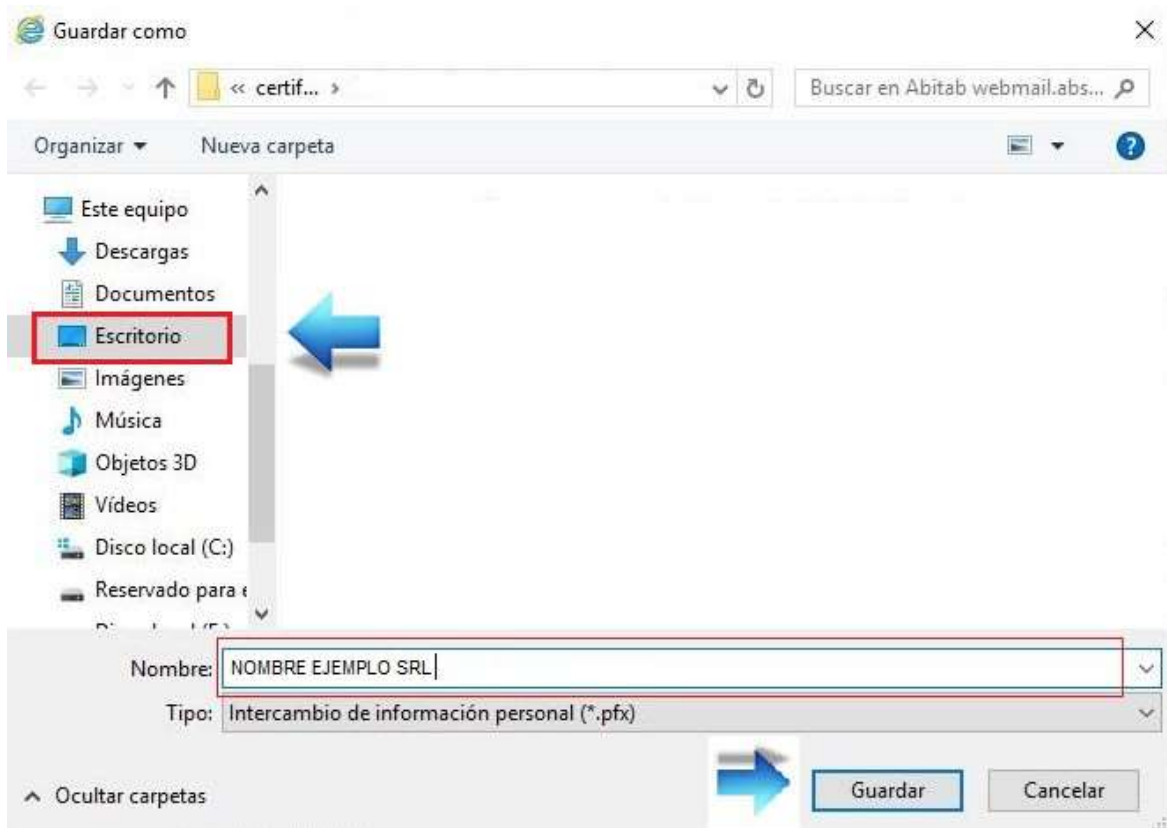 Guardar como
« certif... ›
Buscar en Abitab webmail.abs...
Organizar
Nueva carpeta
?
Este equipo
Descargas
Documentos
Escritorio
Imágenes
Música
Objetos 3D
Vídeos
Disco local (C:)
Reservado para e
Nombre: NOMBRE EJEMPLO SRL
Tipo: Intercambio de información personal (*.pfx)
Ocultar carpetas
Guardar
Cancelar